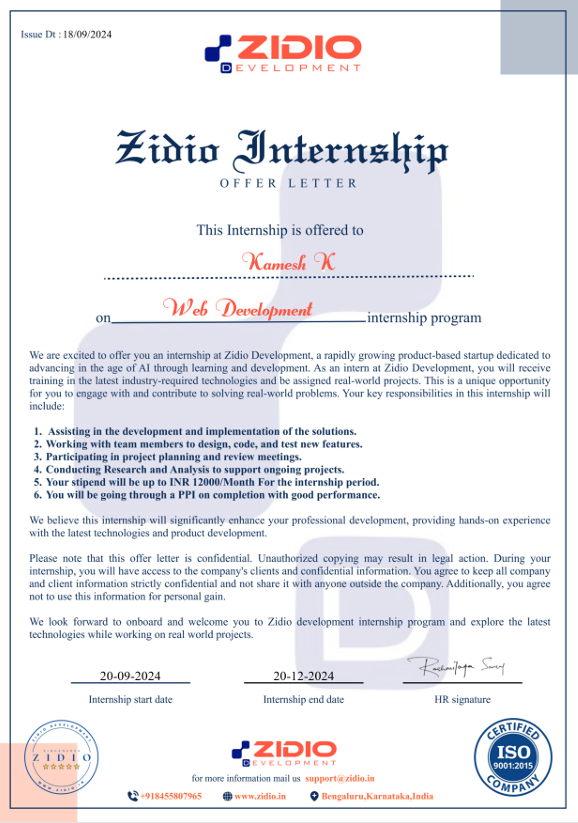 Issue Dt : 18/09/2024
ZIDIO
DEVELOPMENT
Zidio Internship
OFFER LETTER
This Internship is offered to
Kamesh K
on Web Development internship program
We are excited to offer you an internship at Zidio Development, a rapidly growing product-based startup dedicated to
advancing in the age of AI through learning and development. As an intern at Zidio Development, you will receive
training in the latest industry-required technologies and be assigned real-world projects. This is a unique opportunity
for you to engage with and contribute to solving real-world problems. Your key responsibilities in this internship will
include:
1. Assisting in the development and implementation of the solutions.
2. Working with team members to design, code, and test new features.
3. Participating in project planning and review meetings.
4. Conducting Research and Analysis to support ongoing projects.
5. Your stipend will be up to INR 12000/Month For the internship period.
6. You will be going through a PPI on completion with good performance.
We believe this internship will significantly enhance your professional development, providing hands-on experience
with the latest technologies and product development.
Please note that this offer letter is confidential. Unauthorized copying may result in legal action. During your
internship, you will have access to the company's clients and confidential information. You agree to keep all company
and client information strictly confidential and not share it with anyone outside the company. Additionally, you agree
not to use this information for personal gain.
We look forward to onboard and welcome you to Zidio development internship program and explore the latest
technologies while working on real world projects.
20-09-2024 20-12-2024
Internship start date Internship end date HR signature
ZIDIO DEVELOPMENT
ZIDIO
www.zidio.in
ZIDIO
DEVELOPMENT
CERTIFIED
ISO
9001:2015
COMPANY
for more information mail us support@zidio.in
+918455807965 www.zidio.in Bengaluru,Karnataka,India